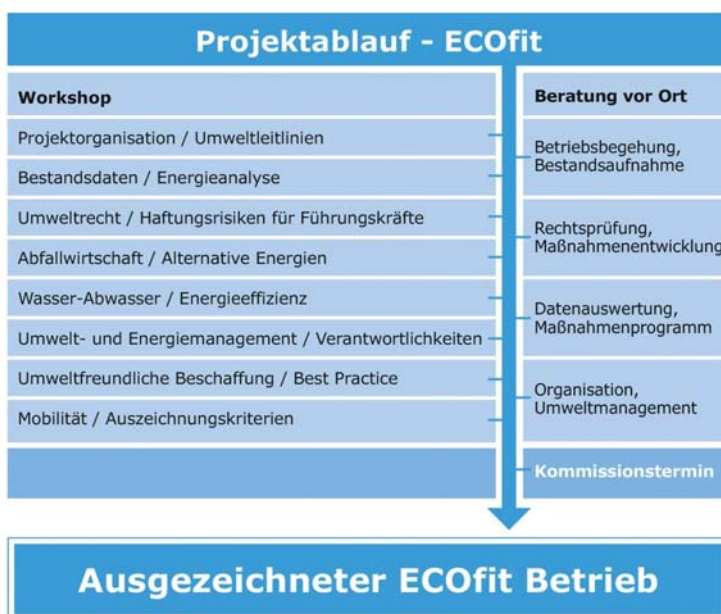 Projektablauf - ECOfit
Workshop
Projektorganisation / Umweltleitlinien
Bestandsdaten / Energieanalyse
Umweltrecht / Haftungsrisiken für Führungskräfte
Abfallwirtschaft / Alternative Energien
Wasser-Abwasser / Energieeffizienz
Umwelt- und Energiemanagement / Verantwortlichkeiten
Umweltfreundliche Beschaffung / Best Practice
Mobilität / Auszeichnungskriterien
Beratung vor Ort
Betriebsbegehung,
Bestandsaufnahme
Rechtsprüfung,
Maßnahmenentwicklung
Datenauswertung,
Maßnahmenprogramm
Organisation,
Umweltmanagement
Kommissionstermin
Ausgezeichneter ECOfit Betrieb